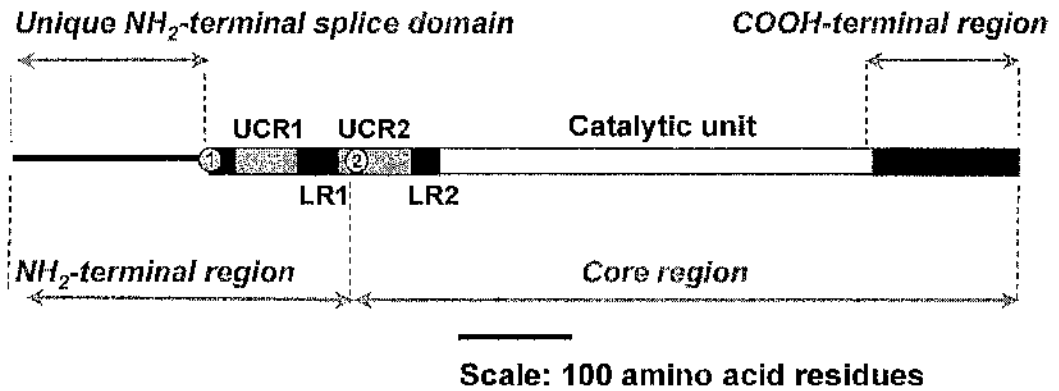 Unique NH2-terminal splice domain
COOH-terminal region
UCR1 UCR2 Catalytic unit
1 2
LR1 LR2
NH2-terminal region Core region
Scale: 100 amino acid residues